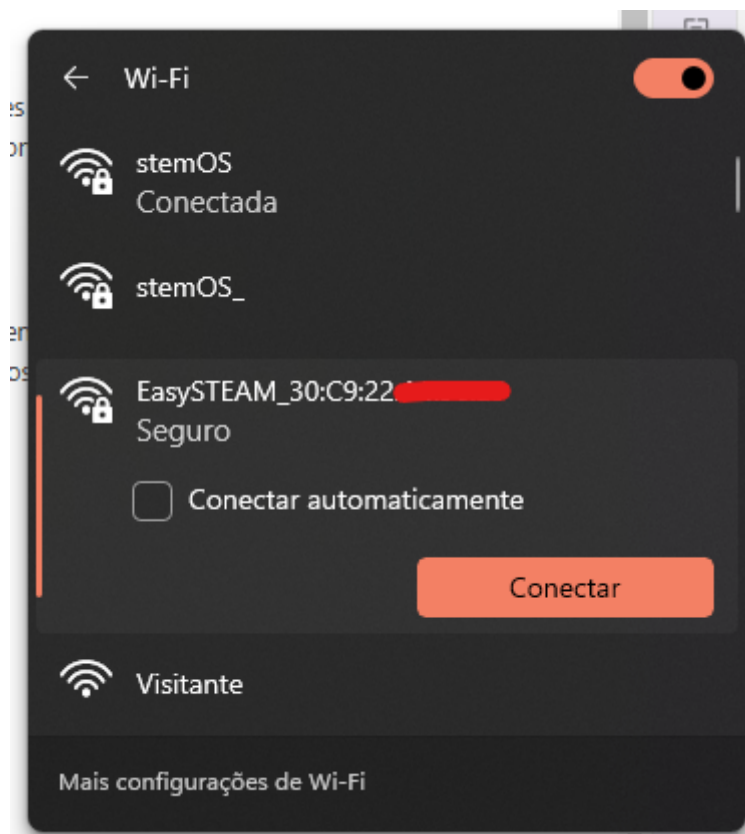 Wi-Fi
stemOS
Conectada
stemOS_
EasySTEAM_30:C9:22
Seguro
Conectar automaticamente
Conectar
Visitante
Mais configurações de Wi-Fi